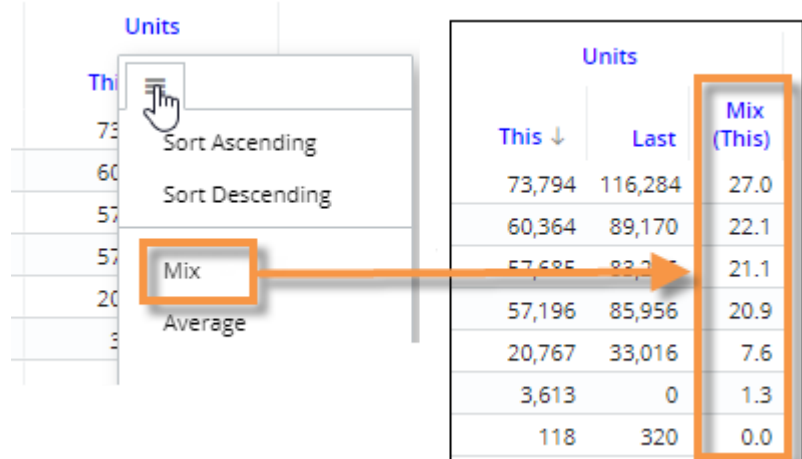 Units
Thi
73
60
57
57
20
3
Sort Ascending
Sort Descending
Mix
Average
Units
This ↓ Last Mix (This)
73,794 116,284 27.0
60,364 89,170 22.1
57,685 21.1
57,196 85,956 20.9
20,767 33,016 7.6
3,613 0 1.3
118 320 0.0